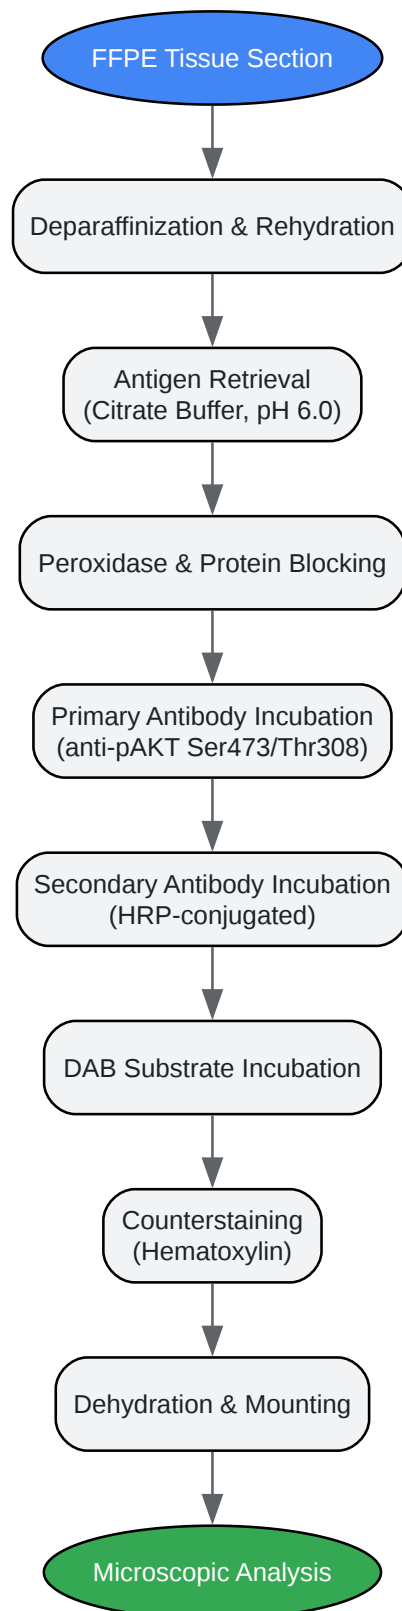 FFPE Tissue Section
Deparaffinization & Rehydration
Antigen Retrieval
(Citrate Buffer, pH 6.0)
Peroxidase & Protein Blocking
Primary Antibody Incubation
(anti-pAKT Ser473/Thr308)
Secondary Antibody Incubation
(HRP-conjugated)
DAB Substrate Incubation
Counterstaining
(Hematoxylin)
Dehydration & Mounting
Microscopic Analysis